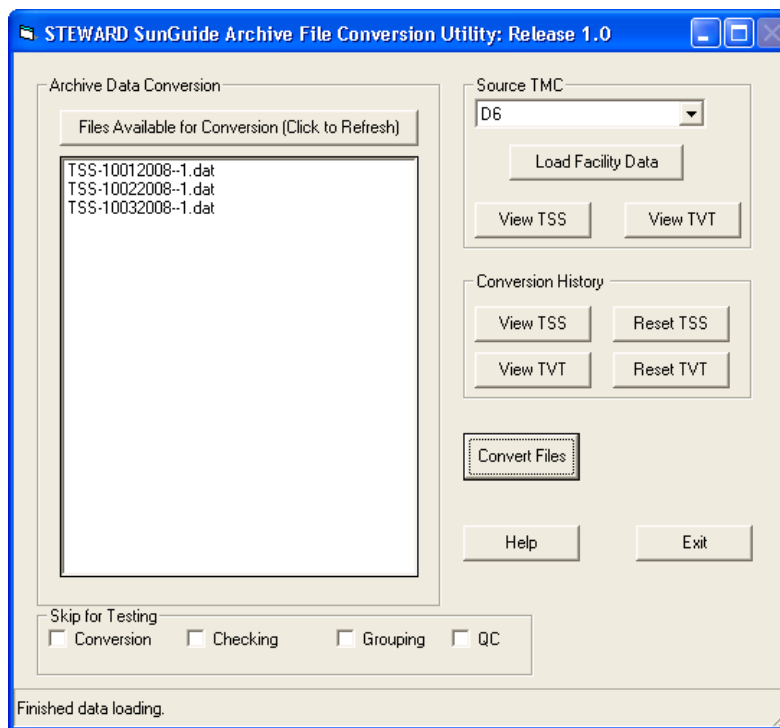 STEWARD SunGuide Archive File Conversion Utility: Release 1.0
Archive Data Conversion
Files Available for Conversion (Click to Refresh)
TSS-10012008--1.dat
TSS-10022008--1.dat
TSS-10032008--1.dat
Source TMC
D6
Load Facility Data
View TSS
View TVT
Conversion History
View TSS
Reset TSS
View TVT
Reset TVT
Convert Files
Help
Exit
Skip for Testing
Conversion
Checking
Grouping
QC
Finished data loading.